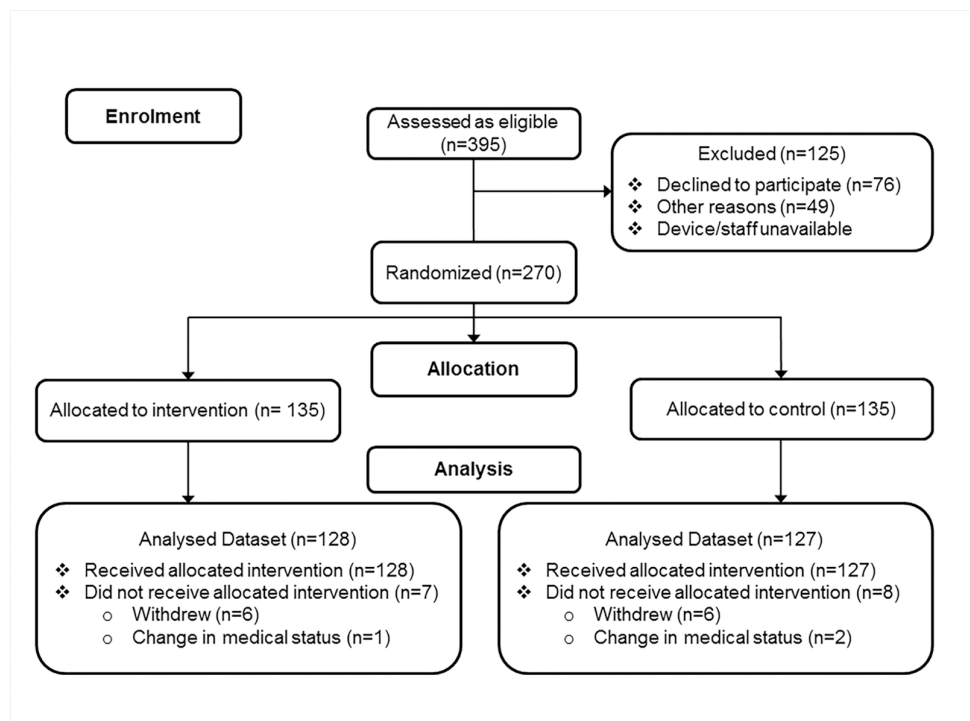 Enrolment
Assessed as eligible
(n=395)
Excluded (n=125)
❖ Declined to participate (n=76)
❖ Other reasons (n=49)
❖ Device/staff unavailable
Randomized (n=270)
Allocation
Allocated to intervention (n= 135)
Allocated to control (n=135)
Analysis
Analysed Dataset (n=128)
❖ Received allocated intervention (n=128)
❖ Did not receive allocated intervention (n=7)
o Withdrew (n=6)
o Change in medical status (n=1)
Analysed Dataset (n=127)
❖ Received allocated intervention (n=127)
❖ Did not receive allocated intervention (n=8)
o Withdrew (n=6)
o Change in medical status (n=2)